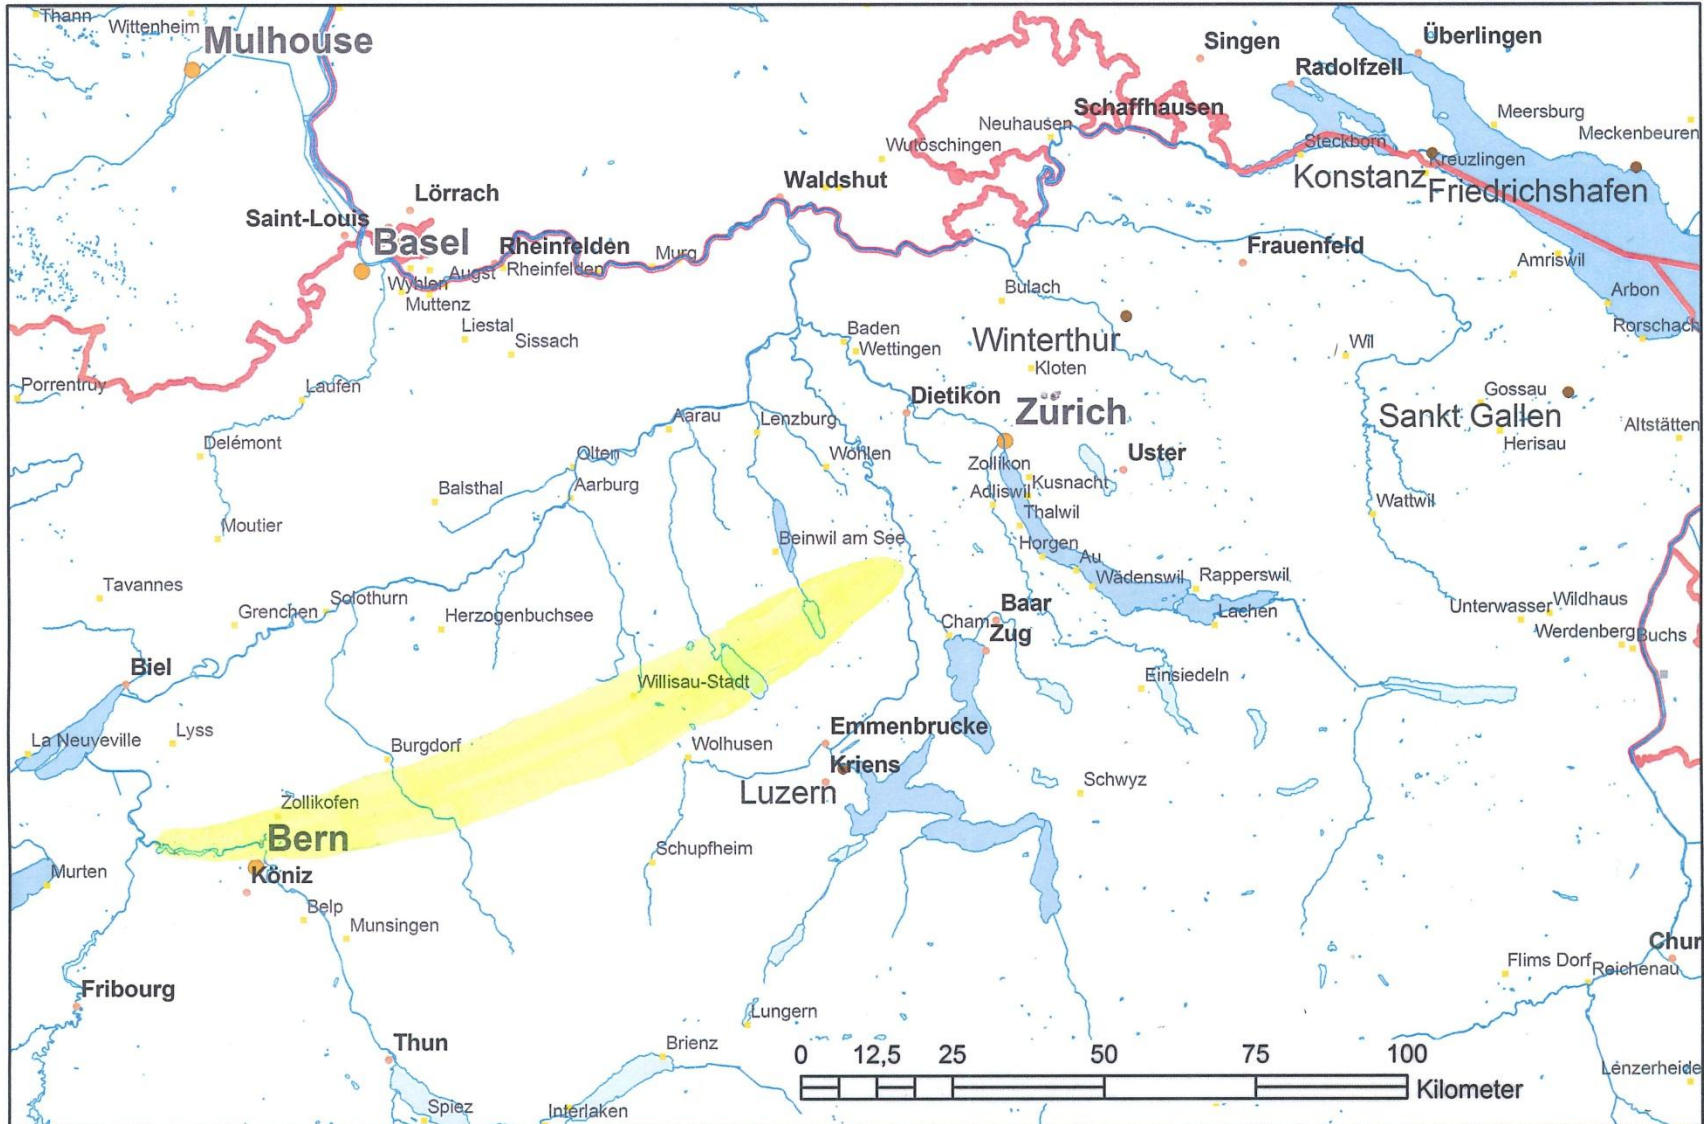 Thann
Wittenheim
Mulhouse
Singen
Überlingen
Radolfzell
Schaffhausen
Meersburg
Neuhausen
Meckenbeuren
Wutöschingen
Steckborn
Kreuzlingen
Waldshut
Konstanz
Friedrichshafen
Lörrach
Saint-Louis
Basel
Rheinfelden
Murg
Frauenfeld
Augst
Rheinfelden
Amriswil
Wyhlen
Bulach
Arbon
Muttenz
Liestal
Baden
Rorschach
Sissach
Winterthur
Wettingen
Wil
Kloten
Porrentruy
Laufen
Gossau
Dietikon
Zürich
Aarau
Lenzburg
Sankt Gallen
Altstätten
Delémont
Herisau
Olten
Wohlen
Uster
Zollikon
Aarburg
Balsthal
Kusnacht
Adliswil
Wattwil
Thalwil
Moutier
Beinwil am See
Horgen
Au
Tavannes
Wädenswil
Rapperswil
Solothurn
Baar
Unterwasser
Wildhaus
Grenchen
Herzogenbuchsee
Lachen
Cham
Zug
Werdenberg
Buchs
Biel
Willisau-Stadt
Einsiedeln
Lyss
Emmenbrucke
La Neuveville
Burgdorf
Wolhusen
Kriens
Schwyz
Luzern
Zollikofen
Bern
Schupfheim
Murten
Köniz
Belp
Munsingen
Chur
Flims Dorf
Reichenau
Fribourg
Lungern
Thun
Brienz
0 12,5 25 50 75 100
Lenzerheide
Kilometer
Spiez
Interlaken